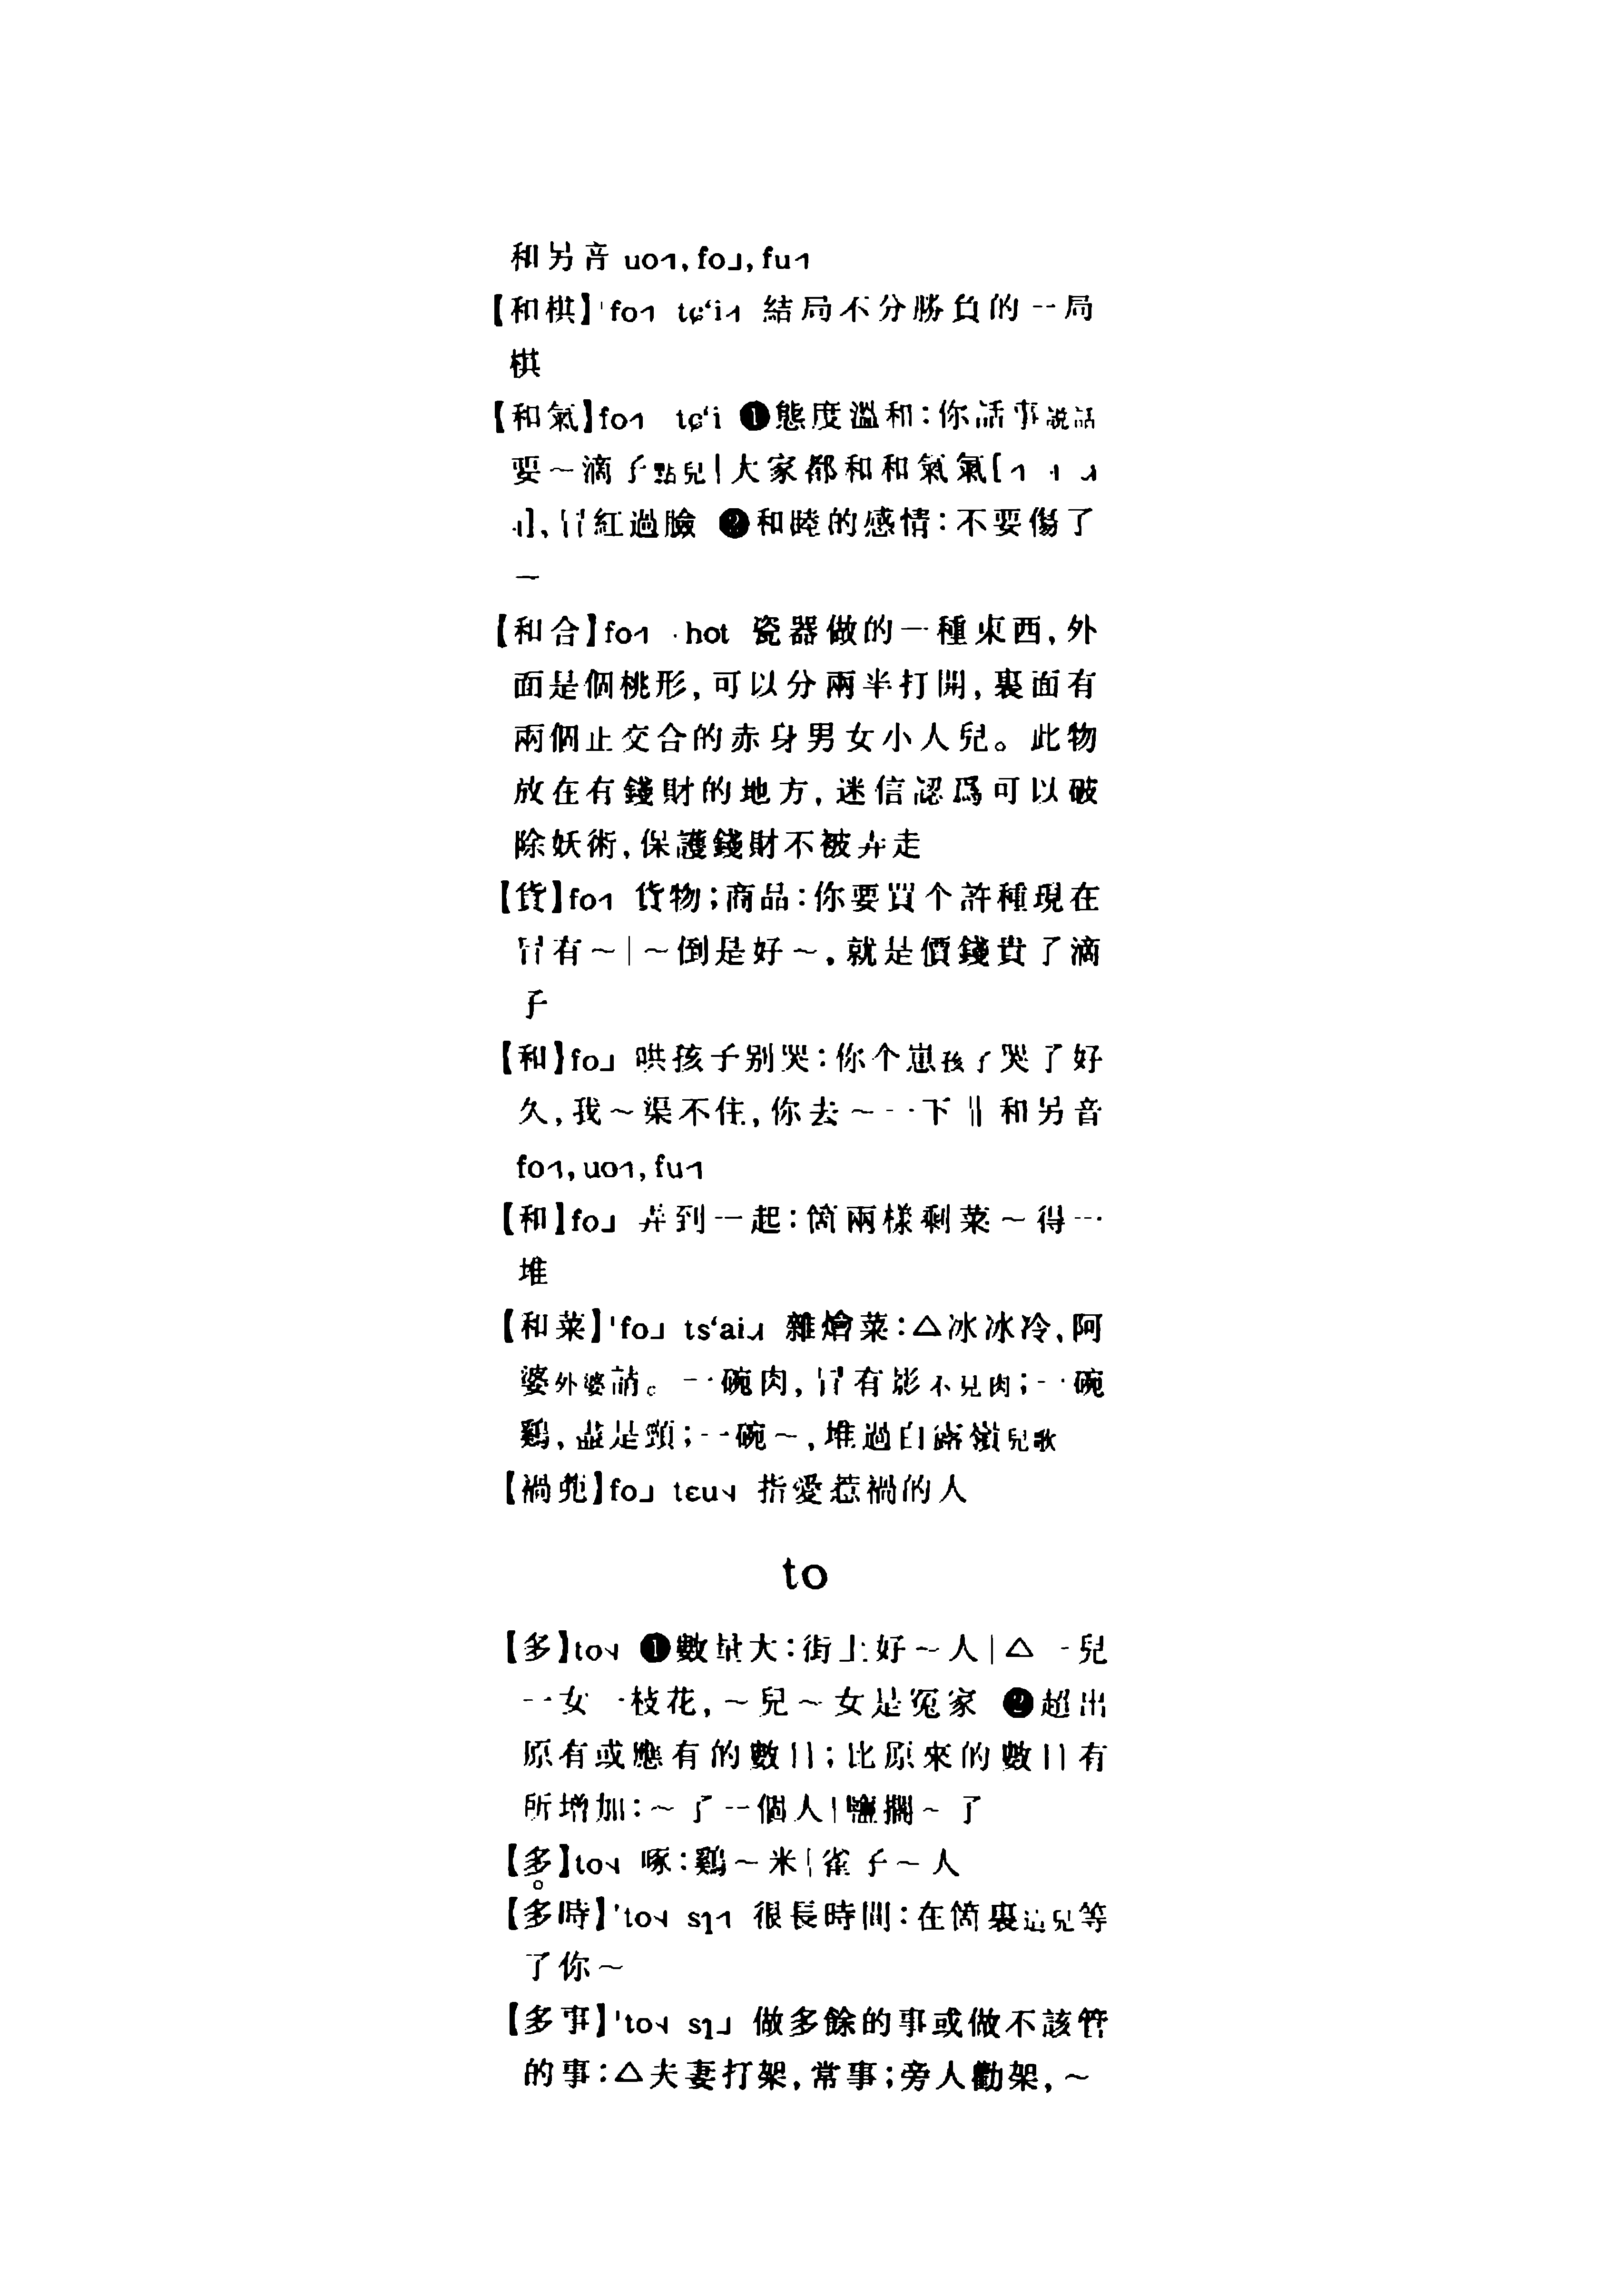 和另音 uo˧, fo˩, fu˧
【和棋】ˈfo˧ tɕ‘i˧ 結局不分勝負的一局
棋
【和氣】fo˧ tɕ‘i ❶態度溫和:你話事説話
要～滴子點兒|大家都和和氣氣[
],冇紅過臉 ❷和睦的感情:不要傷了
～
【和合】fo˧ ·hot 瓷器做的一種東西,外
面是個桃形,可以分兩半打開,裏面有
兩個正交合的赤身男女小人兒。此物
放在有錢財的地方,迷信認爲可以破
除妖術,保護錢財不被弄走
【貨】fo˧ 貨物;商品:你要買个許種現在
冇有～|～倒是好～,就是價錢貴了滴
子
【和】fo˩ 哄孩子别哭:你个崽孩子哭了好
久,我～渠不住,你去～一下 ‖ 和另音
fo˧, uo˧, fu˧
【和】fo˩ 弄到一起:箇兩樣剩菜～得一
堆
【和菜】ˈfo˩ ts‘ai 雜燴菜:△冰冰冷,阿
婆外婆請。一碗肉,冇有影不見肉;一碗
鷄,盡是頸;一碗～,堆過白露嶺兒歌
【禍兜】fo˩ tɛu 指愛惹禍的人
to
【多】to ❶數量大:街上好～人|△一兒
一女一枝花,～兒～女是冤家 ❷超出
原有或應有的數目;比原來的數目有
所增加:～了一個人|鹽擱～了
【多】to 啄:鷄～米|雀子～人
【多時】ˈto sɿ˧ 很長時間:在箇裏這兒等
了你～
【多事】ˈto sɿ˩ 做多餘的事或做不該管
的事:△夫妻打架,常事;旁人勸架,～